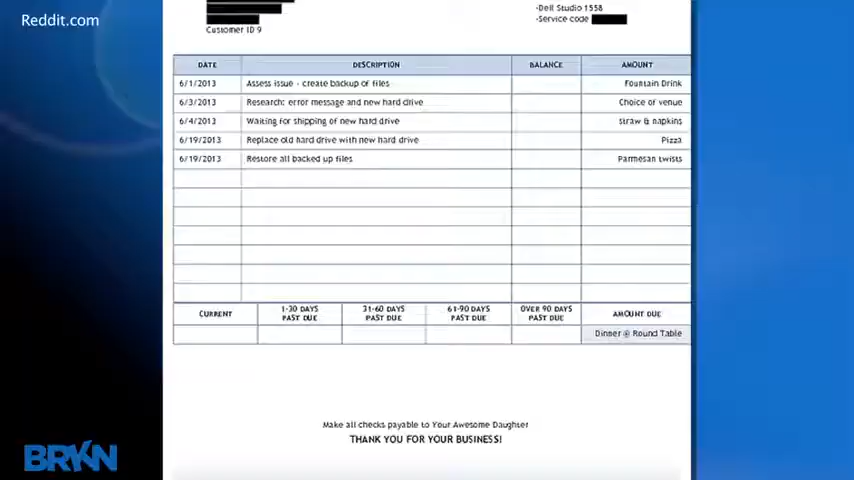 Reddit.com
-Dell Studio 1558
-Service code
Customer ID 9
DATE DESCRIPTION BALANCE AMOUNT
6/1/2013 Assess issue - create backup of files Fountain Drink
6/3/2013 Research: error message and new hard drive Choice of venue
6/4/2013 Waiting for shipping of new hard drive straw & napkins
6/19/2013 Replace old hard drive with new hard drive Pizza
6/19/2013 Restore all backed up files Parmesan twists
CURRENT 1-30 DAYS PAST DUE 31-60 DAYS PAST DUE 61-90 DAYS PAST DUE OVER 90 DAYS PAST DUE AMOUNT DUE
Dinner @ Round Table
Make all checks payable to Your Awesome Daughter
THANK YOU FOR YOUR BUSINESS!
BRKN